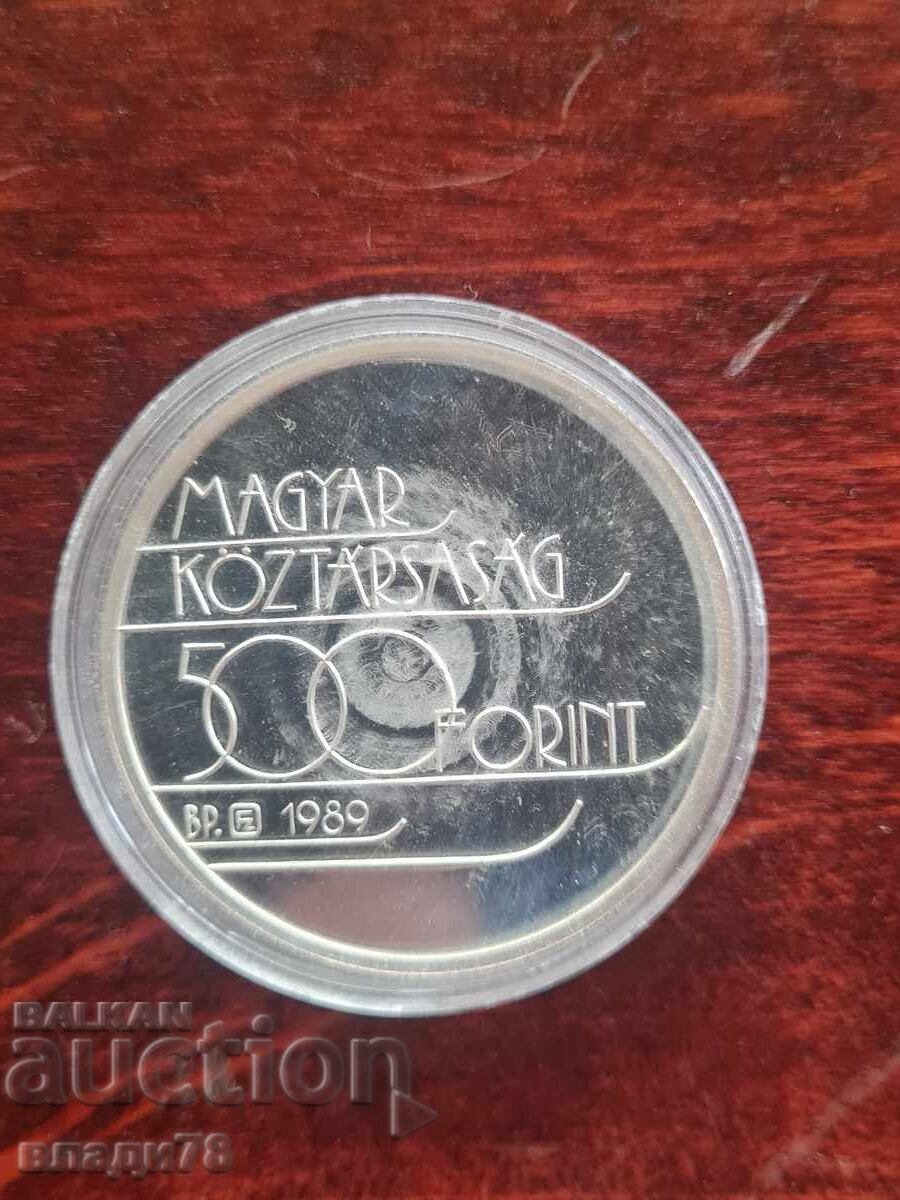 MAGYAR
KÖZTÁRSASÁG
500 FORINT
BP. 1989
BALKAN
auction
влади78